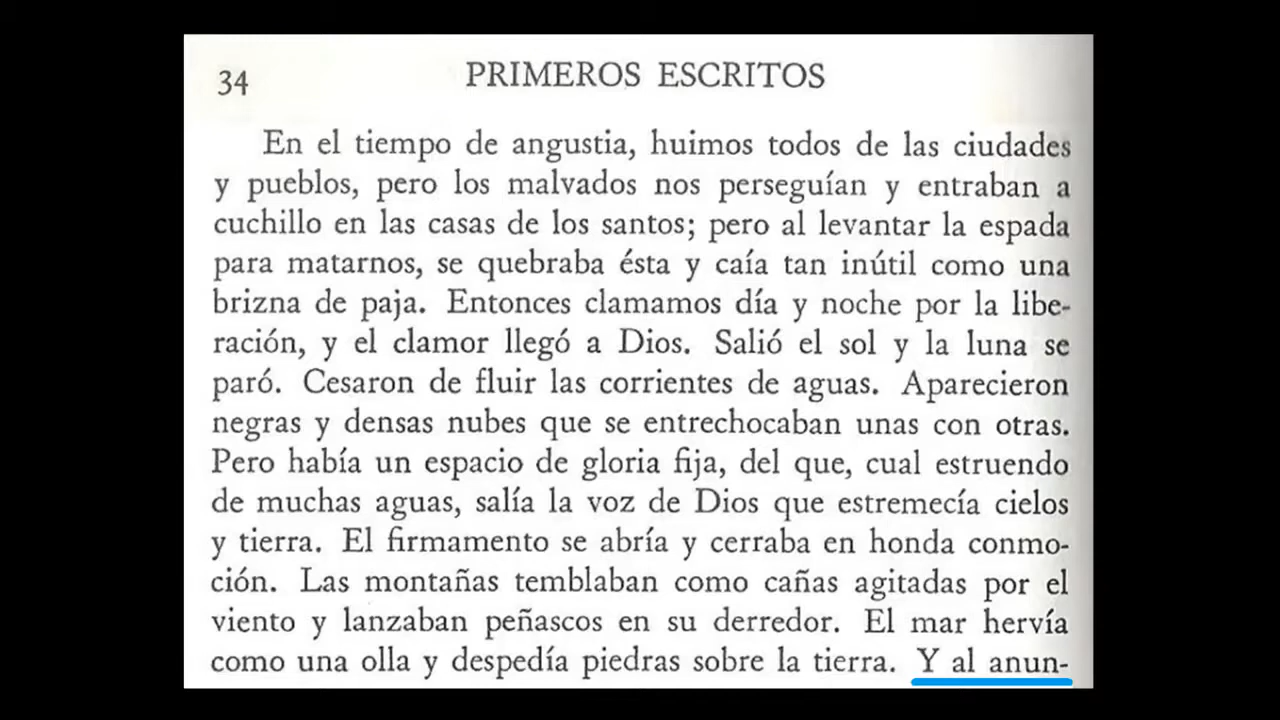 34 PRIMEROS ESCRITOS
En el tiempo de angustia, huimos todos de las ciudades
y pueblos, pero los malvados nos perseguían y entraban a
cuchillo en las casas de los santos; pero al levantar la espada
para matarnos, se quebraba ésta y caía tan inútil como una
brizna de paja. Entonces clamamos día y noche por la libe-
ración, y el clamor llegó a Dios. Salió el sol y la luna se
paró. Cesaron de fluir las corrientes de aguas. Aparecieron
negras y densas nubes que se entrechocaban unas con otras.
Pero había un espacio de gloria fija, del que, cual estruendo
de muchas aguas, salía la voz de Dios que estremecía cielos
y tierra. El firmamento se abría y cerraba en honda conmo-
ción. Las montañas temblaban como cañas agitadas por el
viento y lanzaban peñascos en su derredor. El mar hervía
como una olla y despedía piedras sobre la tierra. Y al anun-